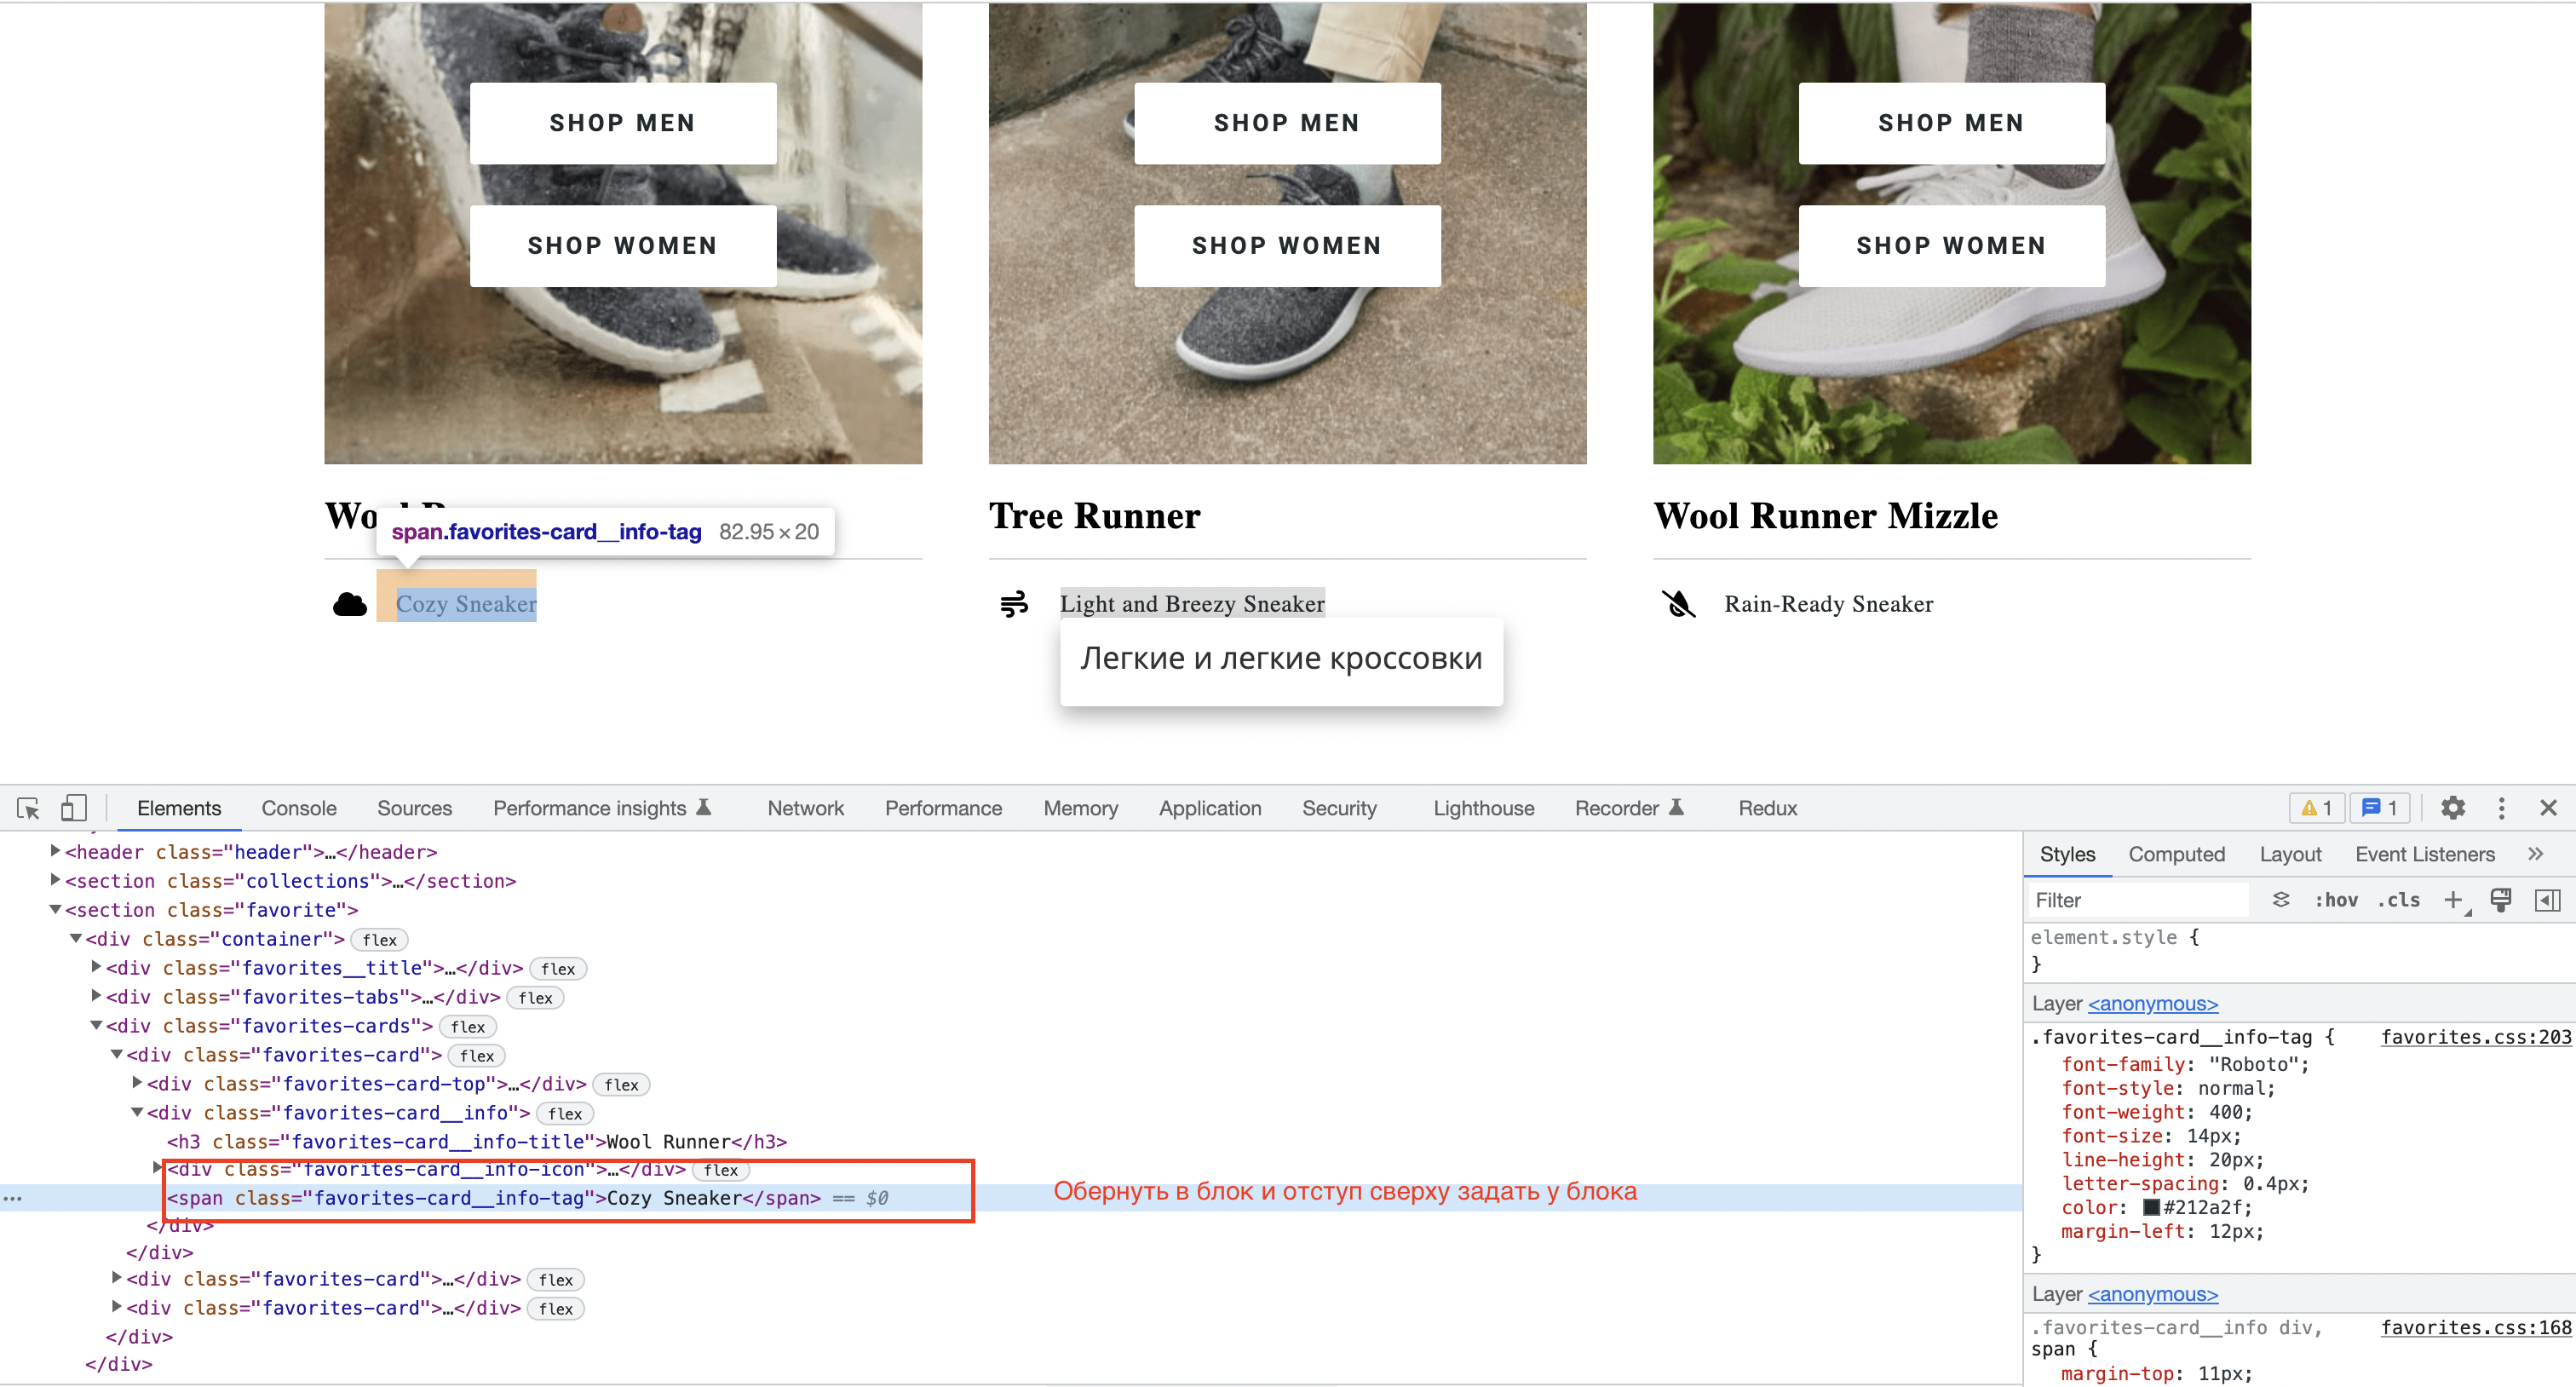 SHOP MEN
SHOP MEN
SHOP MEN
SHOP WOMEN
SHOP WOMEN
SHOP WOMEN
Tree Runner
Wool Runner Mizzle
span.favorites-card__info-tag 82.95×20
Cozy Sneaker
Light and Breezy Sneaker
Rain-Ready Sneaker
Легкие и легкие кроссовки
Elements Console Sources Performance insights Network Performance Memory Application Security Lighthouse Recorder Redux 1 1
<header class="header">…</header>
<section class="collections">…</section>
<section class="favorite">
<div class="container"> flex
<div class="favorites__title">…</div> flex
<div class="favorites-tabs">…</div> flex
<div class="favorites-cards"> flex
<div class="favorites-card"> flex
<div class="favorites-card-top">…</div> flex
<div class="favorites-card__info"> flex
<h3 class="favorites-card__info-title">Wool Runner</h3>
<div class="favorites-card__info-icon">…</div> flex
<span class="favorites-card__info-tag">Cozy Sneaker</span> == $0
Обернуть в блок и отступ сверху задать у блока
</div>
</div>
<div class="favorites-card">…</div> flex
<div class="favorites-card">…</div> flex
</div>
</div>
Styles Computed Layout Event Listeners
Filter :hov .cls
element.style {
}
Layer <anonymous>
.favorites-card__info-tag { favorites.css:203
font-family: "Roboto";
font-style: normal;
font-weight: 400;
font-size: 14px;
line-height: 20px;
letter-spacing: 0.4px;
color: #212a2f;
margin-left: 12px;
}
Layer <anonymous>
.favorites-card__info div, favorites.css:168
span {
margin-top: 11px;